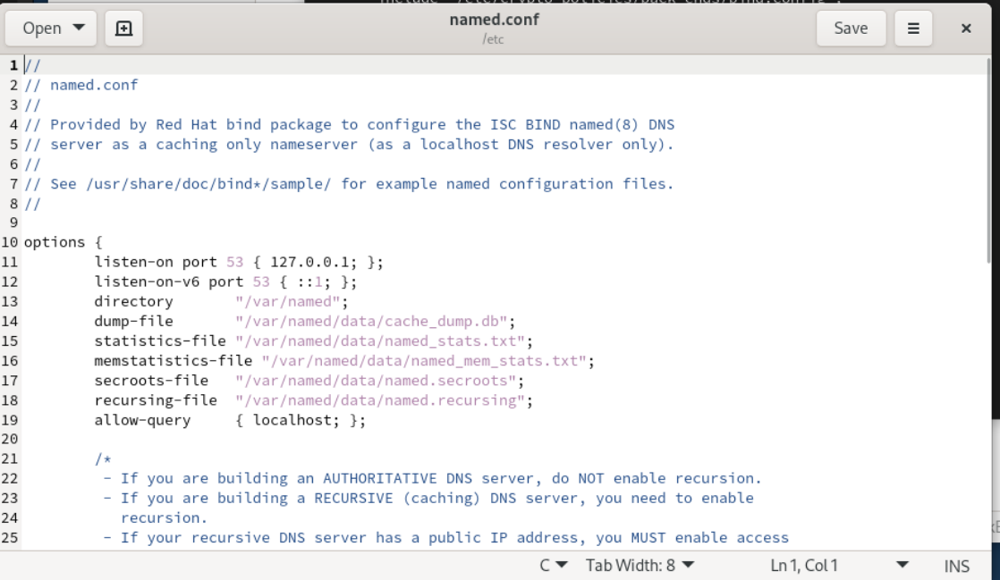 Open
named.conf
/etc
Save
1 //
2 // named.conf
3 //
4 // Provided by Red Hat bind package to configure the ISC BIND named(8) DNS
5 // server as a caching only nameserver (as a localhost DNS resolver only).
6 //
7 // See /usr/share/doc/bind*/sample/ for example named configuration files.
8 //
9
10 options {
11         listen-on port 53 { 127.0.0.1; };
12         listen-on-v6 port 53 { ::1; };
13         directory       "/var/named";
14         dump-file       "/var/named/data/cache_dump.db";
15         statistics-file "/var/named/data/named_stats.txt";
16         memstatistics-file "/var/named/data/named_mem_stats.txt";
17         secroots-file   "/var/named/data/named.secroots";
18         recursing-file  "/var/named/data/named.recursing";
19         allow-query     { localhost; };
20
21         /*
22          - If you are building an AUTHORITATIVE DNS server, do NOT enable recursion.
23          - If you are building a RECURSIVE (caching) DNS server, you need to enable
24            recursion.
25          - If your recursive DNS server has a public IP address, you MUST enable access
C
Tab Width: 8
Ln 1, Col 1
INS